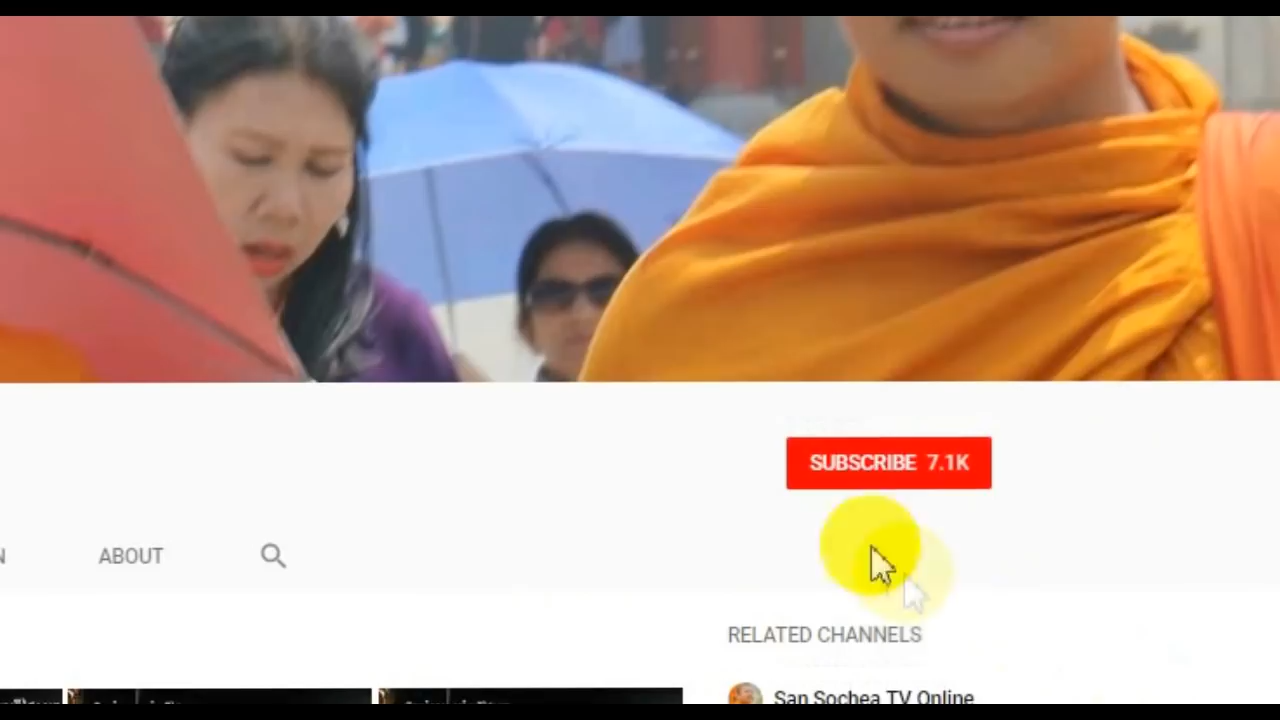 SUBSCRIBE 7.1K
ABOUT
RELATED CHANNELS
San Sochea TV Online